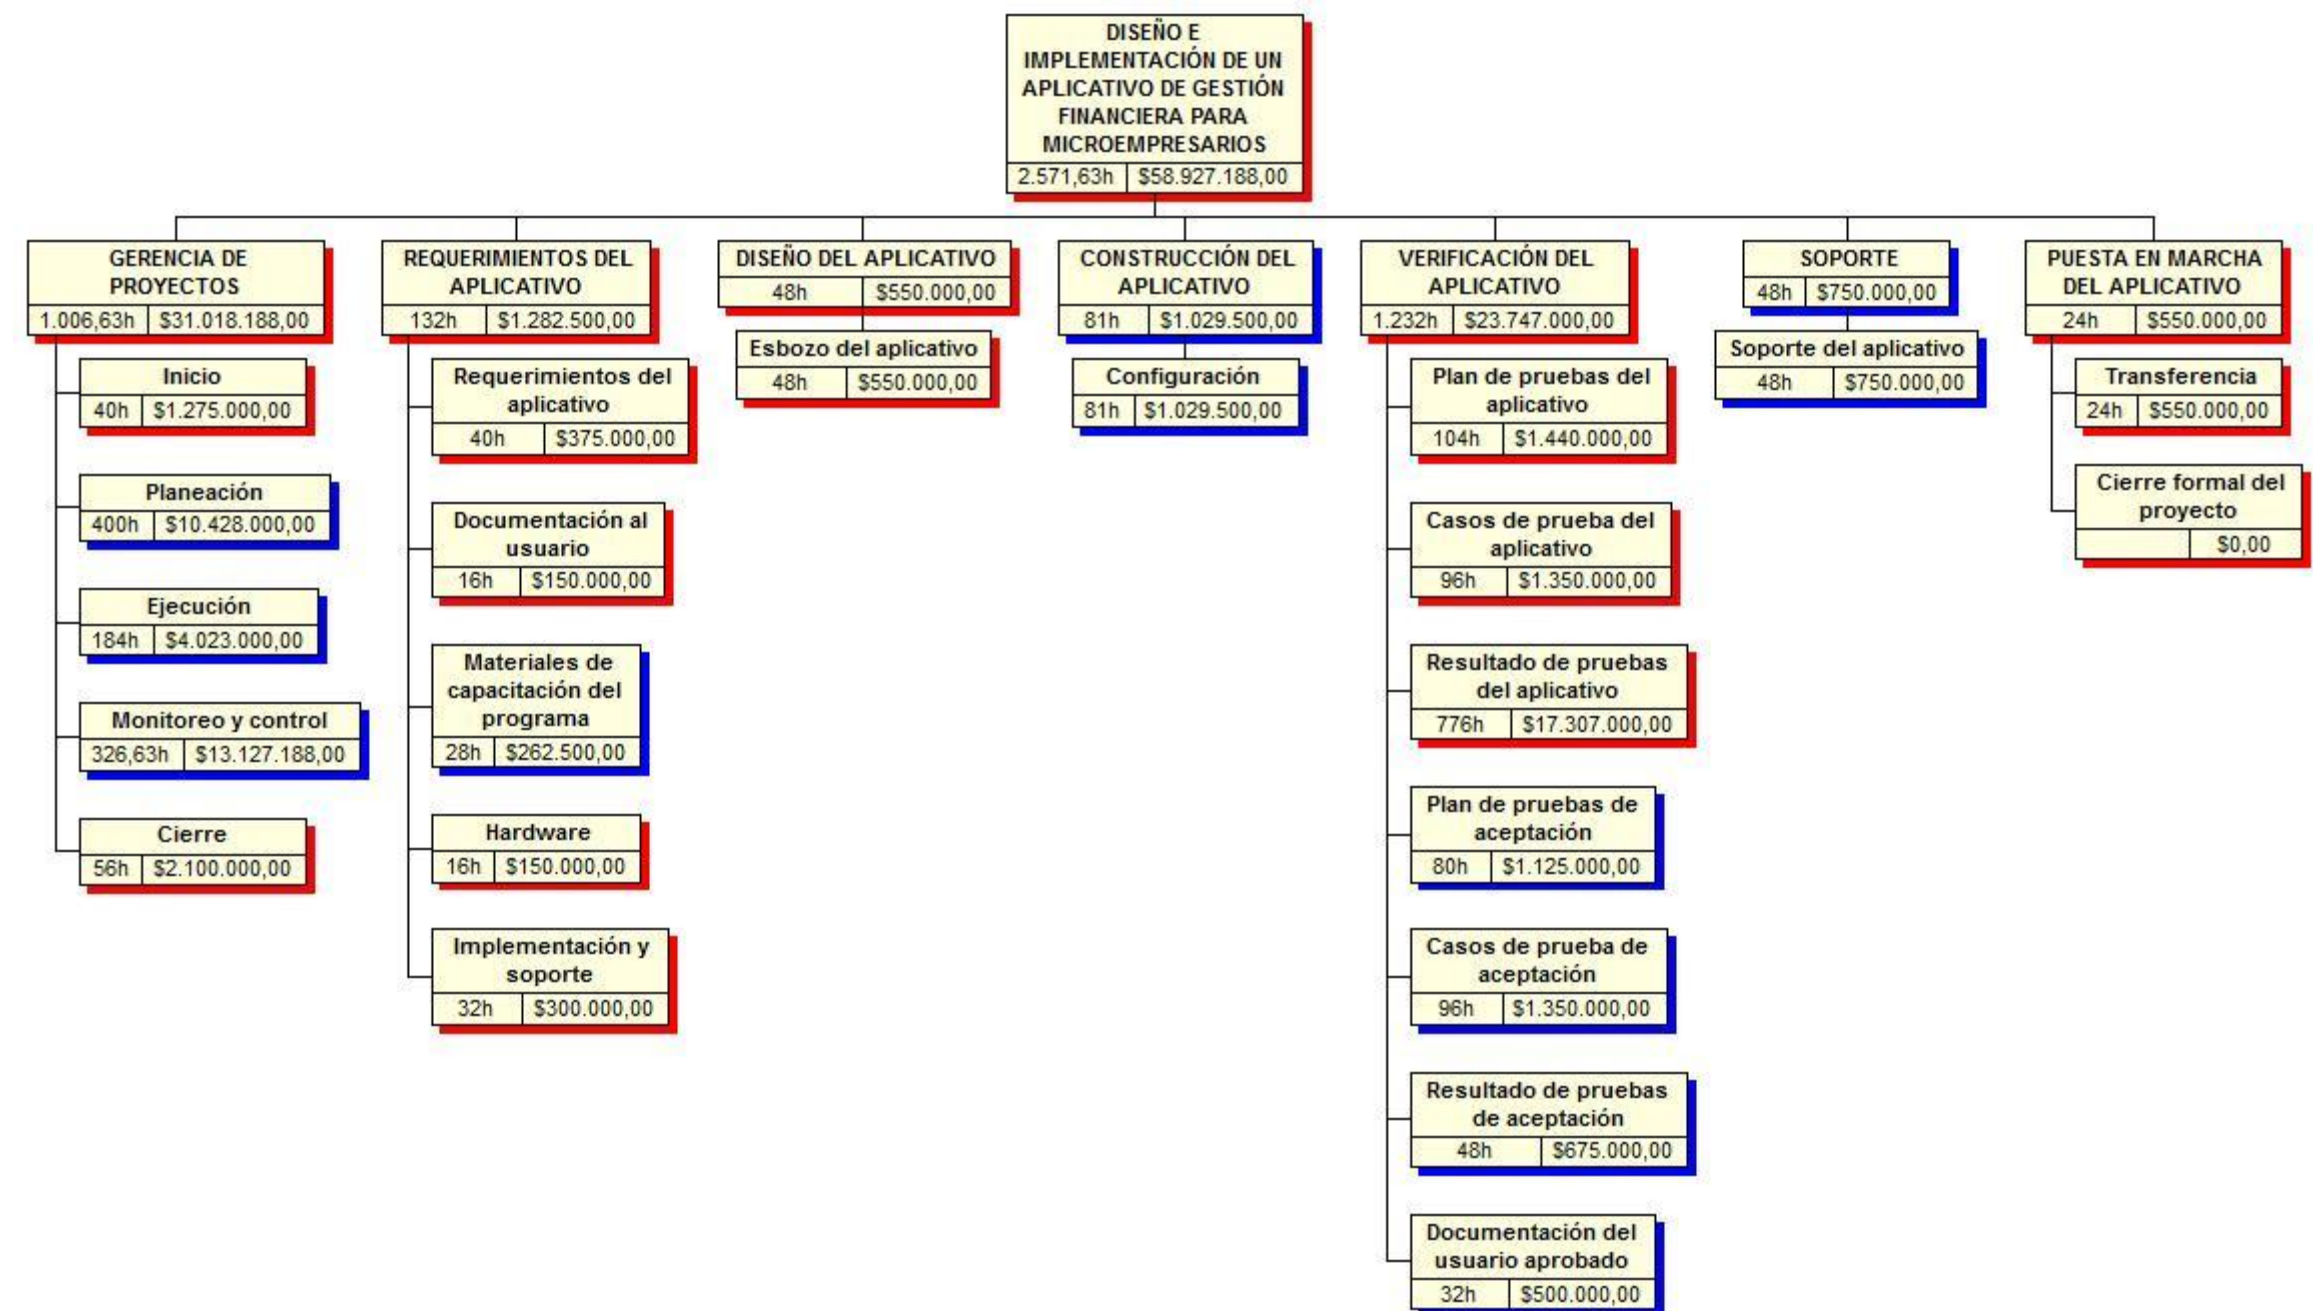 DISEÑO E
IMPLEMENTACIÓN DE UN
APLICATIVO DE GESTIÓN
FINANCIERA PARA
MICROEMPRESARIOS
2.571,63h $58.927.188,00
GERENCIA DE
PROYECTOS
1.006,63h $31.018.188,00
Inicio
40h $1.275.000,00
Planeación
400h $10.428.000,00
Ejecución
184h $4.023.000,00
Monitoreo y control
326,63h $13.127.188,00
Cierre
56h $2.100.000,00
REQUERIMIENTOS DEL
APLICATIVO
132h $1.282.500,00
Requerimientos del
aplicativo
40h $375.000,00
Documentación al
usuario
16h $150.000,00
Materiales de
capacitación del
programa
28h $262.500,00
Hardware
16h $150.000,00
Implementación y
soporte
32h $300.000,00
DISEÑO DEL APLICATIVO
48h $550.000,00
Esbozo del aplicativo
48h $550.000,00
CONSTRUCCIÓN DEL
APLICATIVO
81h $1.029.500,00
Configuración
81h $1.029.500,00
VERIFICACIÓN DEL
APLICATIVO
1.232h $23.747.000,00
Plan de pruebas del
aplicativo
104h $1.440.000,00
Casos de prueba del
aplicativo
96h $1.350.000,00
Resultado de pruebas
del aplicativo
776h $17.307.000,00
Plan de pruebas de
aceptación
80h $1.125.000,00
Casos de prueba de
aceptación
96h $1.350.000,00
Resultado de pruebas
de aceptación
48h $675.000,00
Documentación del
usuario aprobado
32h $500.000,00
SOPORTE
48h $750.000,00
Soporte del aplicativo
48h $750.000,00
PUESTA EN MARCHA
DEL APLICATIVO
24h $550.000,00
Transferencia
24h $550.000,00
Cierre formal del
proyecto
$0,00